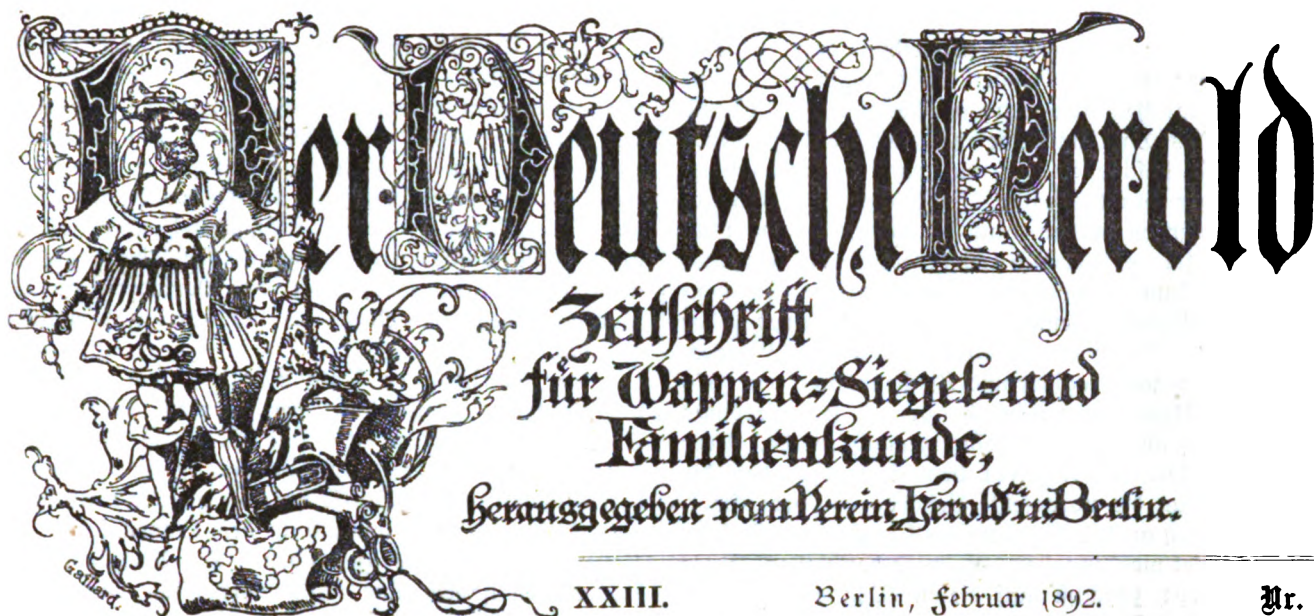 Der Deutsche Herold
Zeitschrift
für Wappen-Siegel-und
Familienkunde,
herausgegeben vom Verein „Herold“ in Berlin.
XXIII. Berlin, Februar 1892. Nr.
Gaillard.